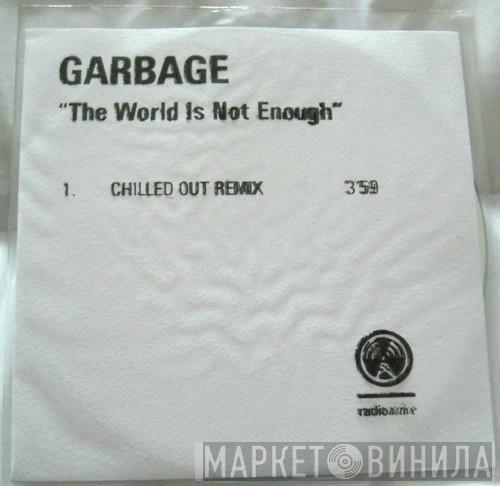 GARBAGE
"The World Is Not Enough"
1. CHILLED OUT REMIX 3'59
radioactive
МАРКЕТ ВИНИЛА